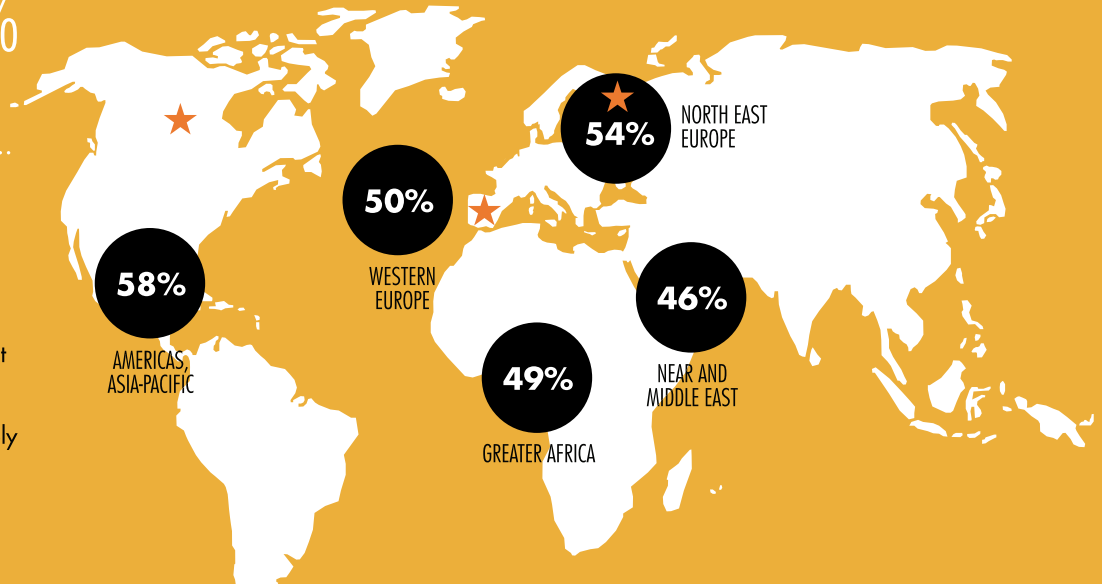 %
..
54%
NORTH EAST
EUROPE
50%
WESTERN
EUROPE
58%
AMERICAS,
ASIA-PACIFIC
46%
NEAR AND
MIDDLE EAST
49%
GREATER AFRICA
t
ly